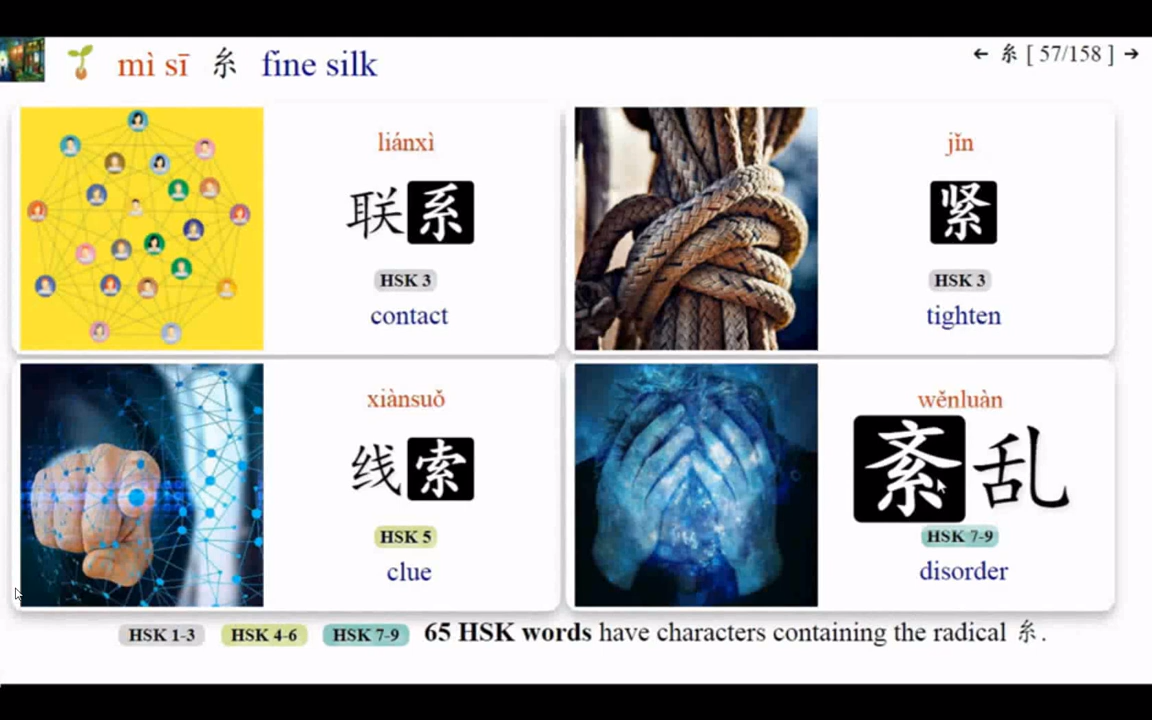 mì sī 糸 fine silk
← 糸 [ 57/158 ] →
liánxì
联系
HSK 3
contact
jǐn
紧
HSK 3
tighten
xiànsuǒ
线索
HSK 5
clue
wěnluàn
紊乱
HSK 7-9
disorder
HSK 1-3 HSK 4-6 HSK 7-9 65 HSK words have characters containing the radical 糸.